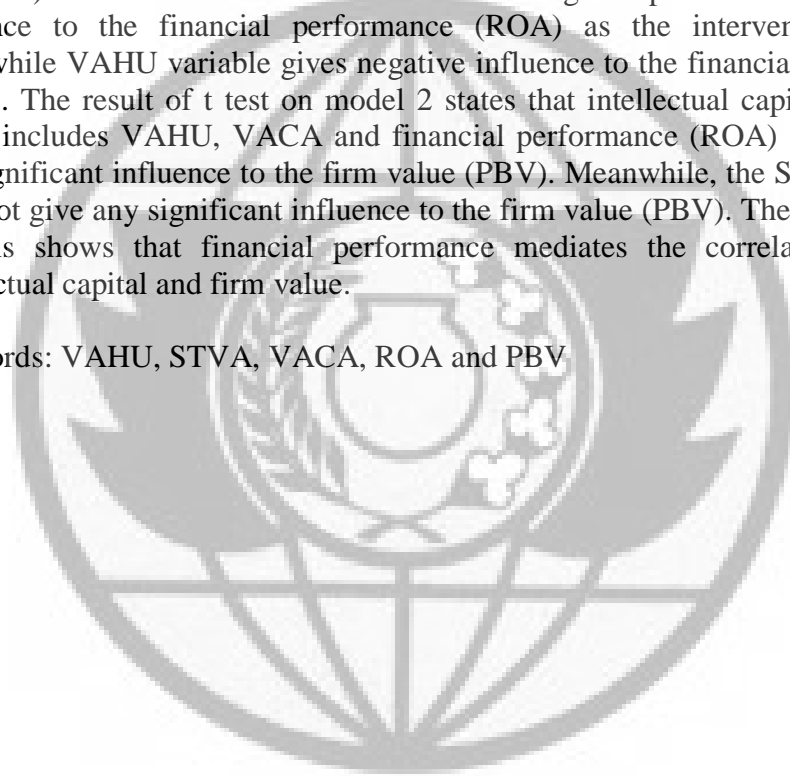 nce to the financial performance (ROA) as the interven
while VAHU variable gives negative influence to the financial
. The result of t test on model 2 states that intellectual capi
includes VAHU, VACA and financial performance (ROA)
gnificant influence to the firm value (PBV). Meanwhile, the S
ot give any significant influence to the firm value (PBV). The
is shows that financial performance mediates the correla
ctual capital and firm value.
ords: VAHU, STVA, VACA, ROA and PBV